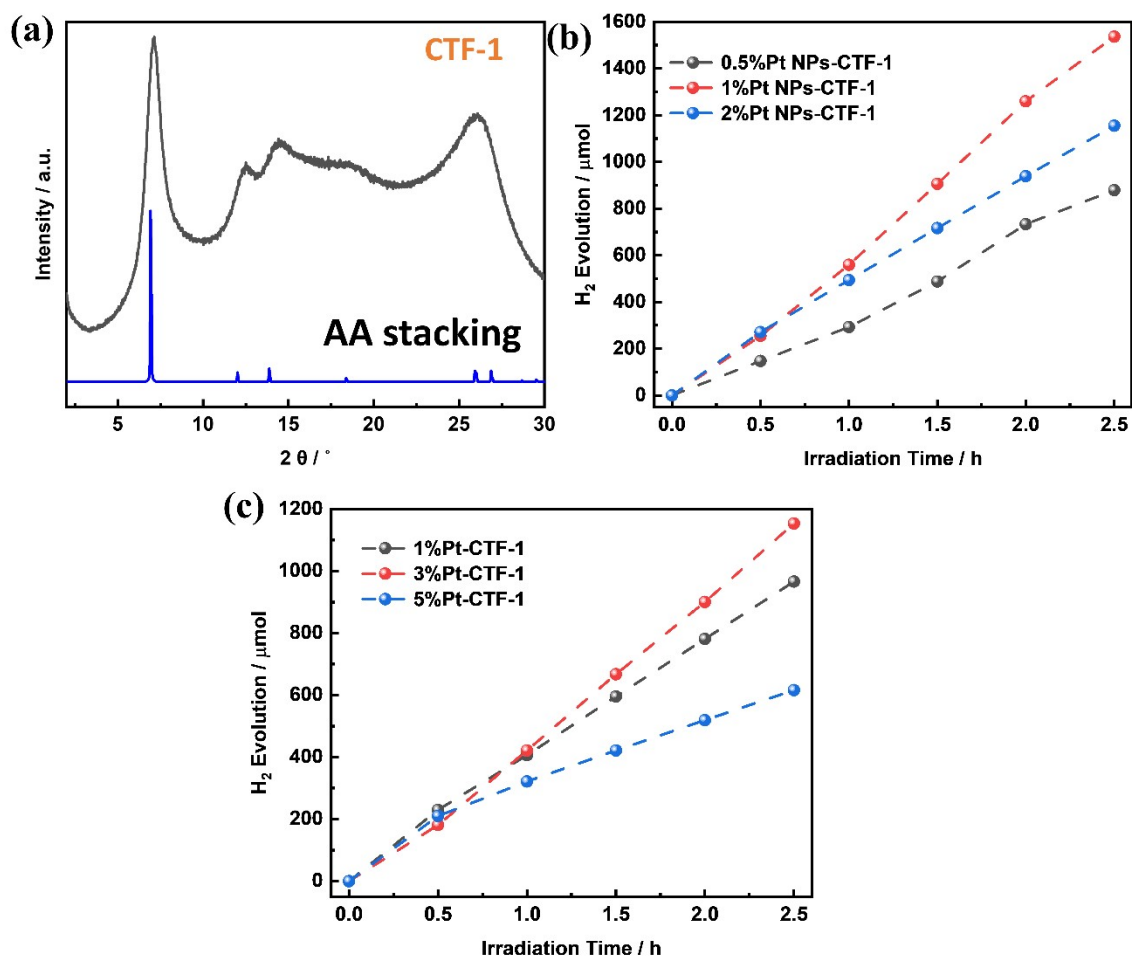 (a)
CTF-1
AA stacking
Intensity / a.u.
5 10 15 20 25 30
2 θ / °
(b)
0.5%Pt NPs-CTF-1
1%Pt NPs-CTF-1
2%Pt NPs-CTF-1
H₂ Evolution / μmol
1600
1400
1200
1000
800
600
400
200
0
0.0 0.5 1.0 1.5 2.0 2.5
Irradiation Time / h
(c)
1%Pt-CTF-1
3%Pt-CTF-1
5%Pt-CTF-1
H₂ Evolution / μmol
1200
1000
800
600
400
200
0
0.0 0.5 1.0 1.5 2.0 2.5
Irradiation Time / h